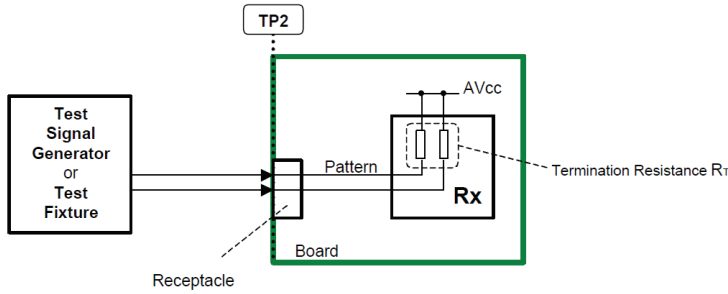 TP2
AVcc
Test
Signal
Generator
or
Test
Fixture
Pattern
Rx
Termination Resistance RT
Board
Receptacle